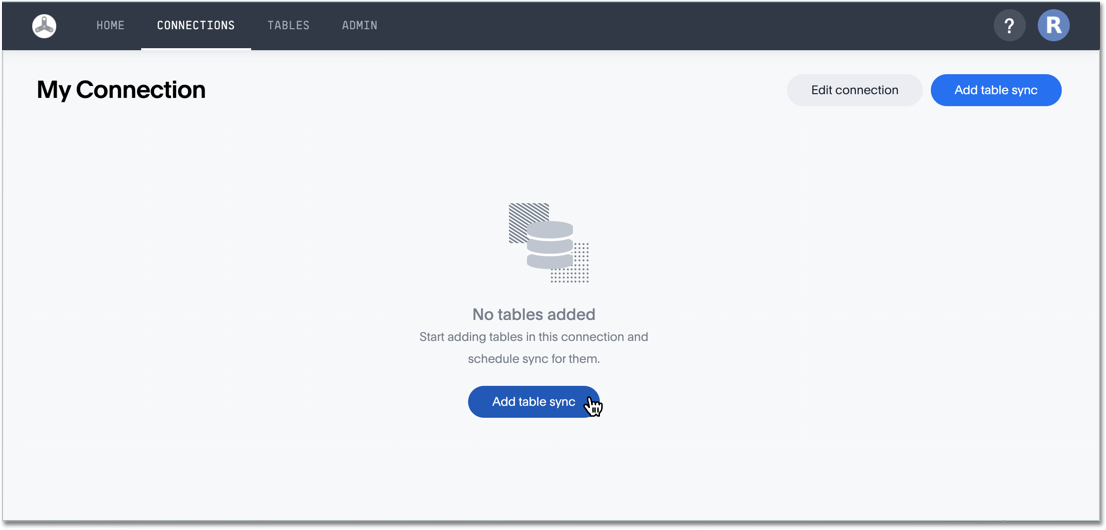 HOME CONNECTIONS TABLES ADMIN ? R
My Connection Edit connection Add table sync
No tables added
Start adding tables in this connection and
schedule sync for them.
Add table sync